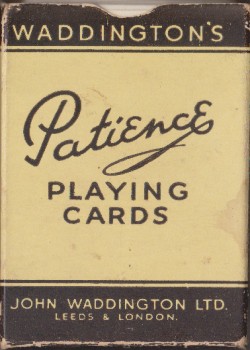 WADDINGTON'S
Patience
PLAYING
CARDS
JOHN WADDINGTON LTD.
LEEDS & LONDON.